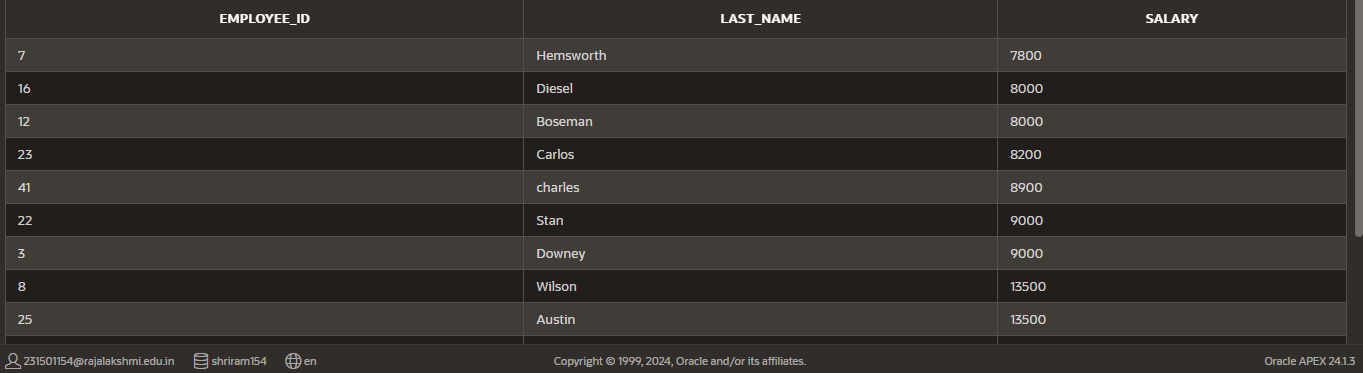 EMPLOYEE_ID LAST_NAME SALARY
7 Hemsworth 7800
16 Diesel 8000
12 Boseman 8000
23 Carlos 8200
41 charles 8900
22 Stan 9000
3 Downey 9000
8 Wilson 13500
25 Austin 13500
231501154@rajalakshmi.edu.in shriram154 en Copyright © 1999, 2024, Oracle and/or its affiliates. Oracle APEX 24.1.3